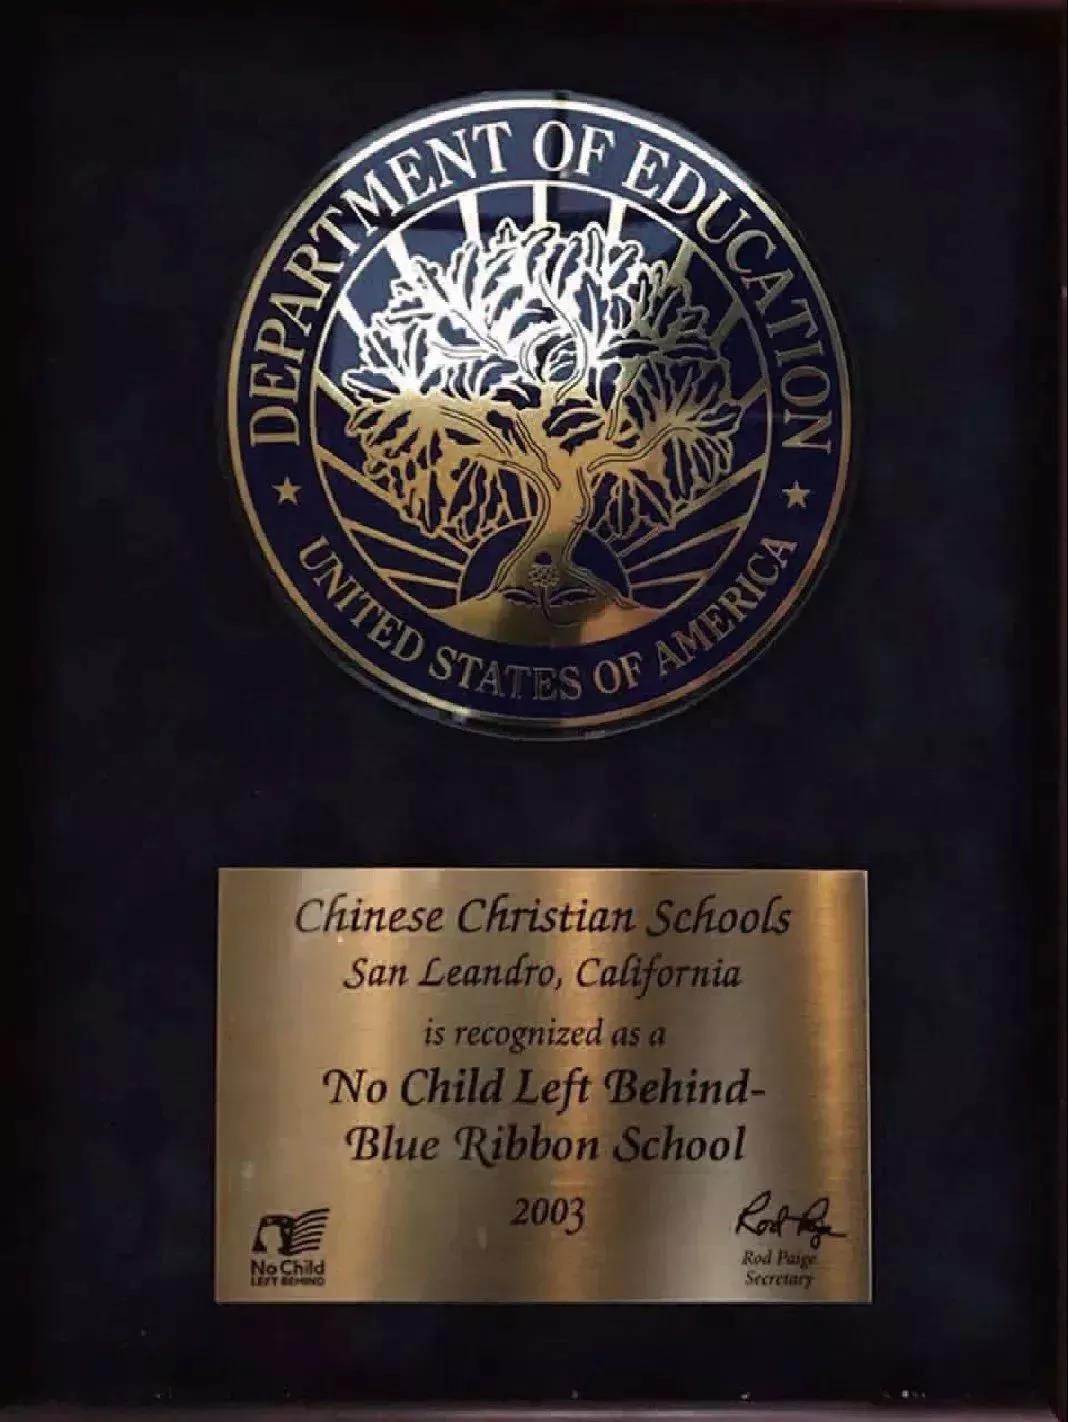 DEPARTMENT OF EDUCATION
UNITED STATES OF AMERICA
Chinese Christian Schools
San Leandro, California
is recognized as a
No Child Left Behind-
Blue Ribbon School
2003
No Child
LEFT BEHIND
Rod Paige
Rod Paige
Secretary